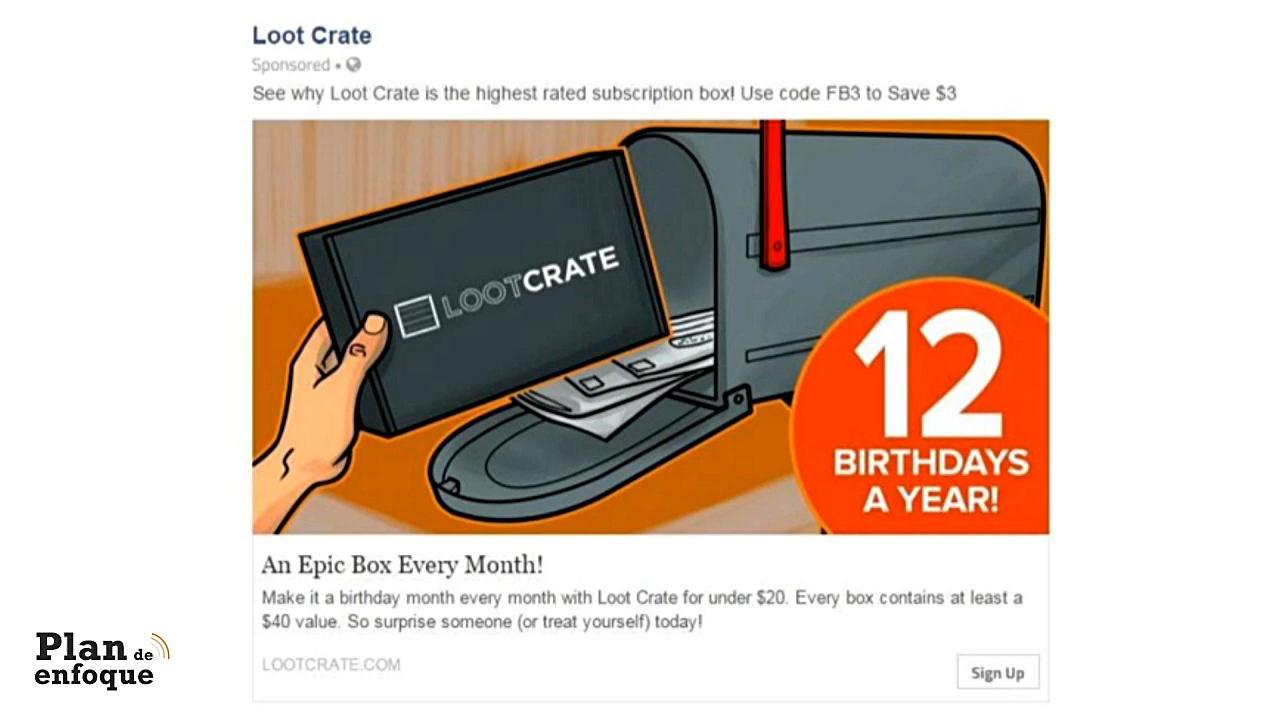 Loot Crate
Sponsored •
See why Loot Crate is the highest rated subscription box! Use code FB3 to Save $3
LOOTCRATE
12
BIRTHDAYS
A YEAR!
An Epic Box Every Month!
Make it a birthday month every month with Loot Crate for under $20. Every box contains at least a
$40 value. So surprise someone (or treat yourself) today!
LOOTCRATE.COM
Sign Up
Plan de
enfoque